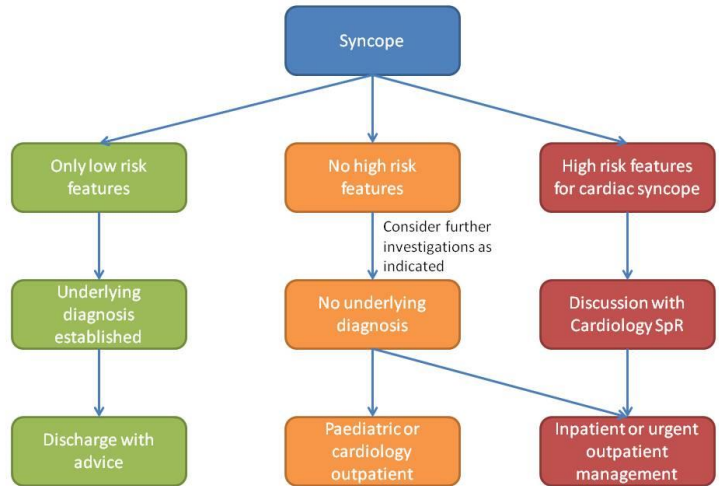 Syncope
Only low risk
features
No high risk
features
High risk features
for cardiac syncope
Consider further
investigations as
indicated
Underlying
diagnosis
established
No underlying
diagnosis
Discussion with
Cardiology SpR
Discharge with
advice
Paediatric or
cardiology
outpatient
Inpatient or urgent
outpatient
management